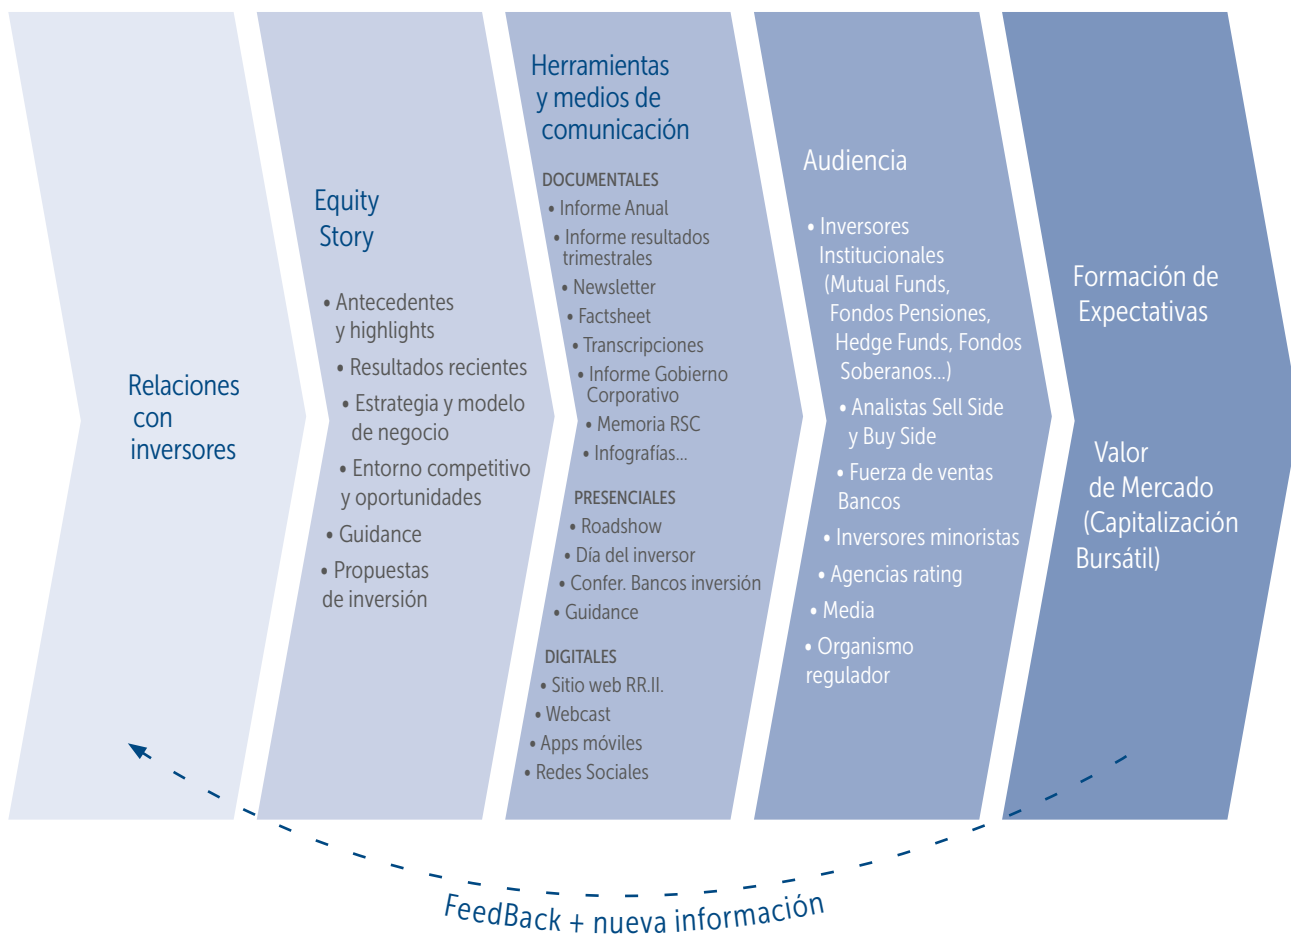 Relaciones
con
inversores
Equity
Story
• Antecedentes
y highlights
• Resultados recientes
• Estrategia y modelo
de negocio
• Entorno competitivo
y oportunidades
• Guidance
• Propuestas
de inversión
Herramientas
y medios de
comunicación
DOCUMENTALES
• Informe Anual
• Informe resultados
trimestrales
• Newsletter
• Factsheet
• Transcripciones
• Informe Gobierno
Corporativo
• Memoria RSC
• Infografías...
PRESENCIALES
• Roadshow
• Día del inversor
• Confer. Bancos inversión
• Guidance
DIGITALES
• Sitio web RR.II.
• Webcast
• Apps móviles
• Redes Sociales
Audiencia
• Inversores
Institucionales
(Mutual Funds,
Fondos Pensiones,
Hedge Funds, Fondos
Soberanos...)
• Analistas Sell Side
y Buy Side
• Fuerza de ventas
Bancos
• Inversores minoristas
• Agencias rating
• Media
• Organismo
regulador
Formación de
Expectativas
Valor
de Mercado
(Capitalización
Bursátil)
FeedBack + nueva información